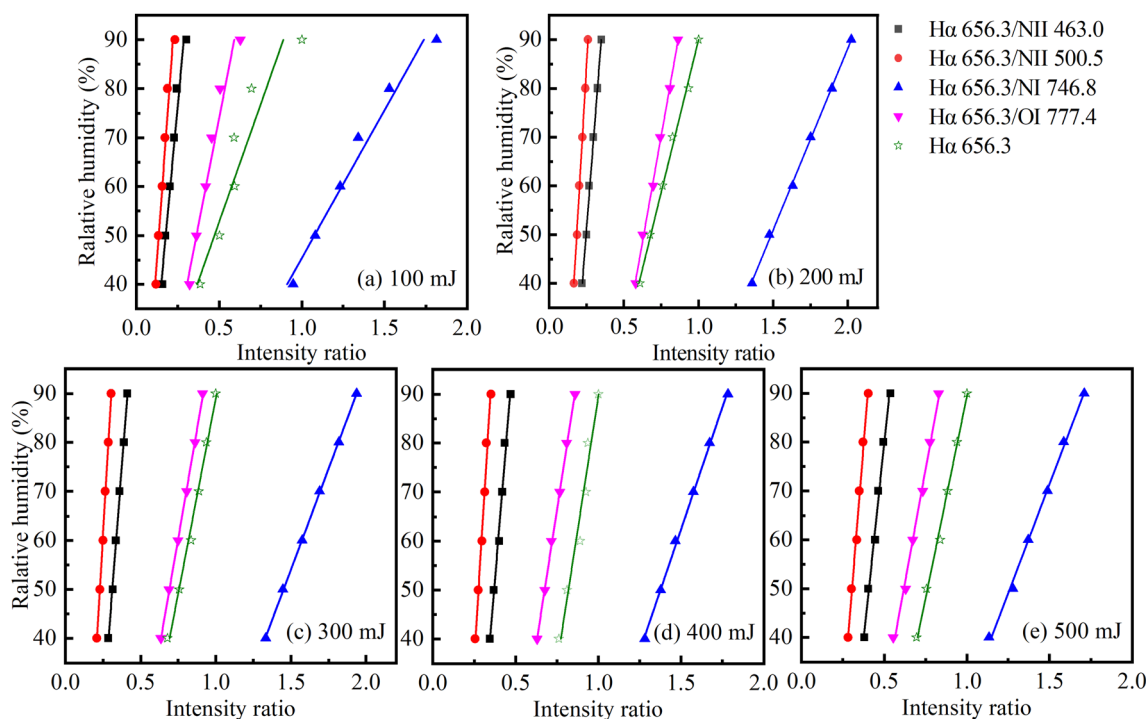 90
80
70
60
50
40
Ralative humidity (%)
(a) 100 mJ
0.0 0.5 1.0 1.5 2.0
Intensity ratio
90
80
70
60
50
40
Ralative humidity (%)
(b) 200 mJ
0.0 0.5 1.0 1.5 2.0
Intensity ratio
Hα 656.3/NII 463.0
Hα 656.3/NII 500.5
Hα 656.3/NI 746.8
Hα 656.3/OI 777.4
Hα 656.3
90
80
70
60
50
40
Ralative humidity (%)
(c) 300 mJ
0.0 0.5 1.0 1.5 2.0
Intensity ratio
90
80
70
60
50
40
(d) 400 mJ
0.0 0.5 1.0 1.5 2.0
Intensity ratio
90
80
70
60
50
40
Ralative humidity (%)
(e) 500 mJ
0.0 0.5 1.0 1.5 2.0
Intensity ratio